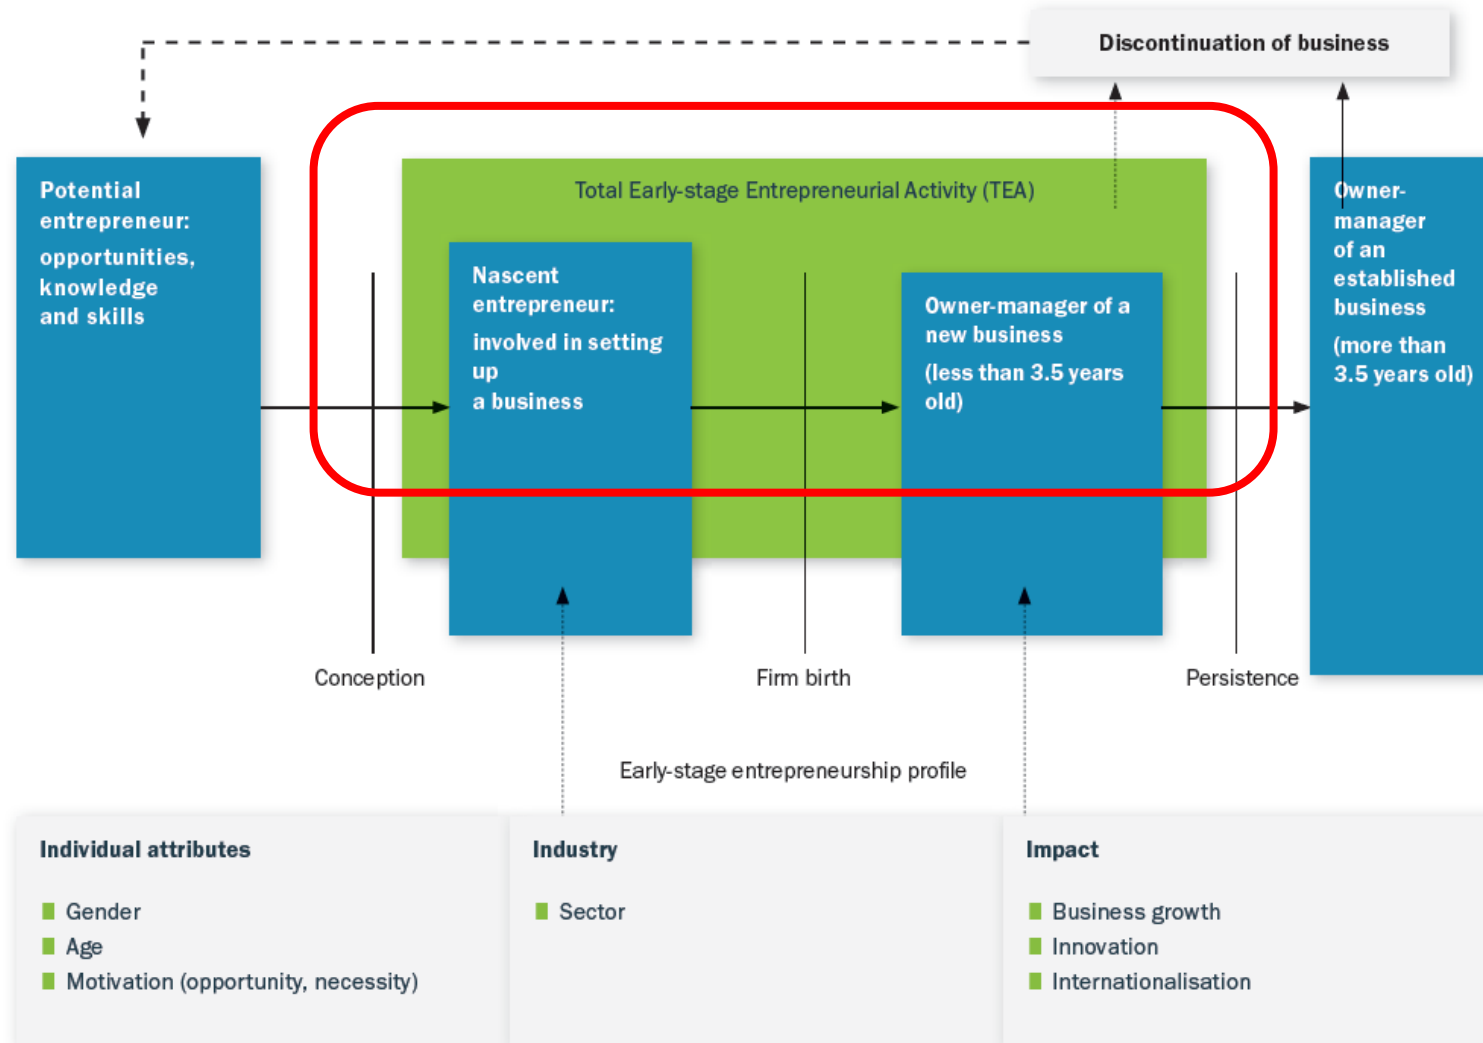 Discontinuation of business
Potential
entrepreneur:
opportunities,
knowledge
and skills
Total Early-stage Entrepreneurial Activity (TEA)
Nascent
entrepreneur:
involved in setting
up
a business
Owner-manager of a
new business
(less than 3.5 years
old)
Owner-
manager
of an
established
business
(more than
3.5 years old)
Conception
Firm birth
Persistence
Early-stage entrepreneurship profile
Individual attributes
Gender
Age
Motivation (opportunity, necessity)
Industry
Sector
Impact
Business growth
Innovation
Internationalisation